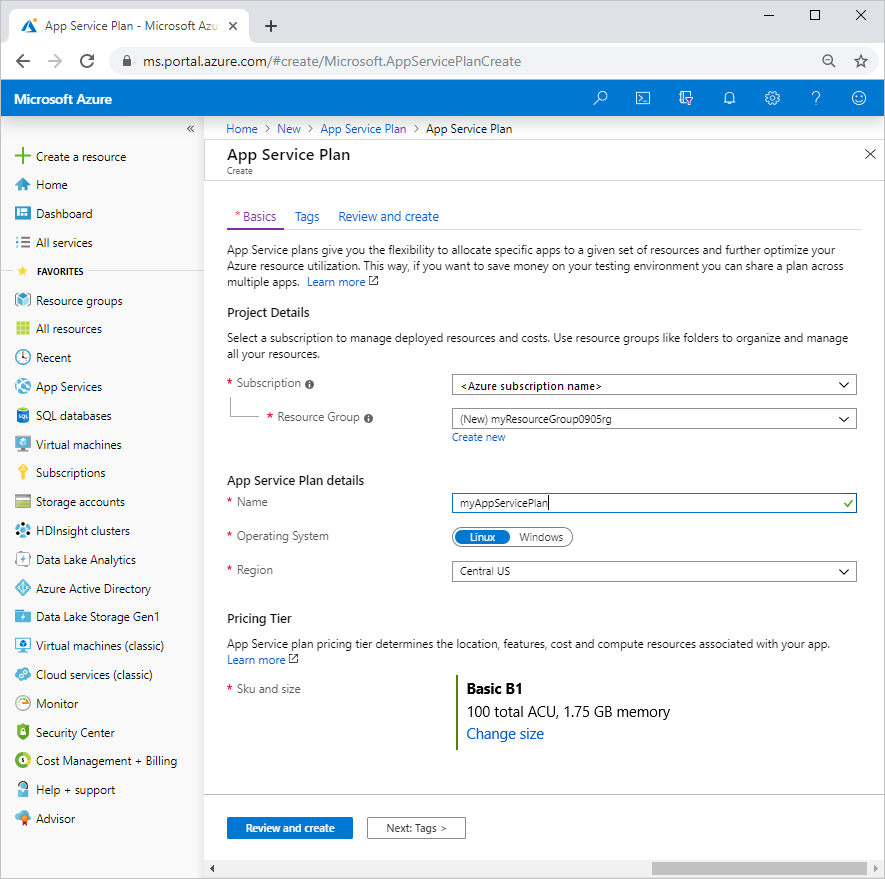 App Service Plan - Microsoft Azu
ms.portal.azure.com/#create/Microsoft.AppServicePlanCreate
Microsoft Azure
Create a resource
Home
Dashboard
All services
FAVORITES
Resource groups
All resources
Recent
App Services
SQL databases
Virtual machines
Subscriptions
Storage accounts
HDInsight clusters
Data Lake Analytics
Azure Active Directory
Data Lake Storage Gen1
Virtual machines (classic)
Cloud services (classic)
Monitor
Security Center
Cost Management + Billing
Help + support
Advisor
Home > New > App Service Plan > App Service Plan
App Service Plan
Create
* Basics Tags Review and create
App Service plans give you the flexibility to allocate specific apps to a given set of resources and further optimize your
Azure resource utilization. This way, if you want to save money on your testing environment you can share a plan across
multiple apps. Learn more
Project Details
Select a subscription to manage deployed resources and costs. Use resource groups like folders to organize and manage
all your resources.
* Subscription <Azure subscription name>
* Resource Group (New) myResourceGroup0905rg
Create new
App Service Plan details
* Name myAppServicePlan
* Operating System Linux Windows
* Region Central US
Pricing Tier
App Service plan pricing tier determines the location, features, cost and compute resources associated with your app.
Learn more
* Sku and size Basic B1
100 total ACU, 1.75 GB memory
Change size
Review and create Next: Tags >